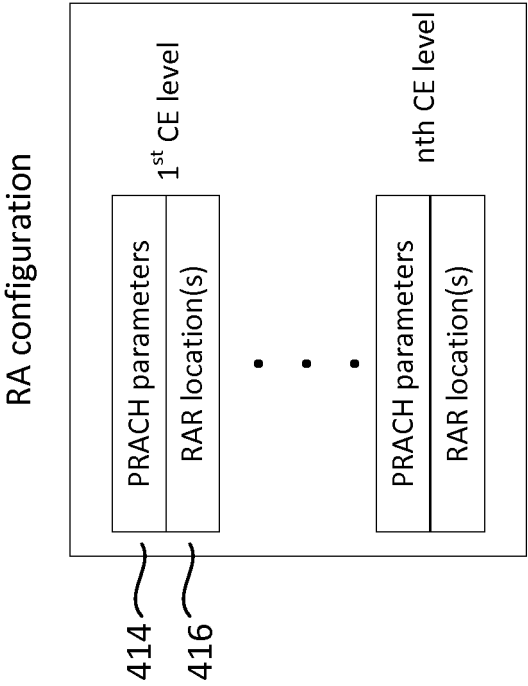 RA configuration
PRACH parameters
RAR location(s)
1st CE level
• • •
PRACH parameters
RAR location(s)
nth CE level
414
416